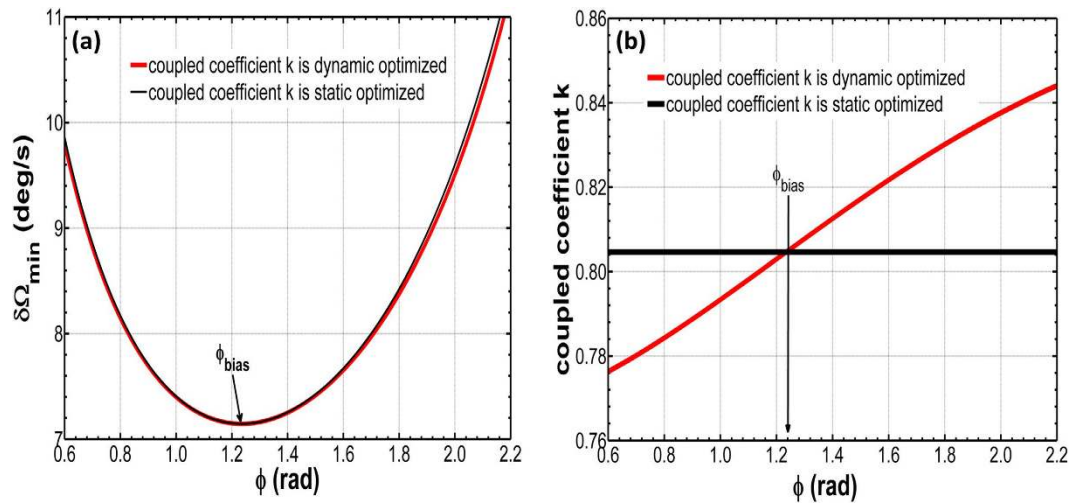 (a)
coupled coefficient k is dynamic optimized
coupled coefficient k is static optimized
δΩmin (deg/s)
11
10
9
8
7
ϕbias
0.6 0.8 1.0 1.2 1.4 1.6 1.8 2.0 2.2
ϕ (rad)
(b)
coupled coefficient k is dynamic optimized
coupled coefficient k is static optimized
coupled coefficient k
0.86
0.84
0.82
0.80
0.78
0.76
ϕbias
0.6 0.8 1.0 1.2 1.4 1.6 1.8 2.0 2.2
ϕ (rad)